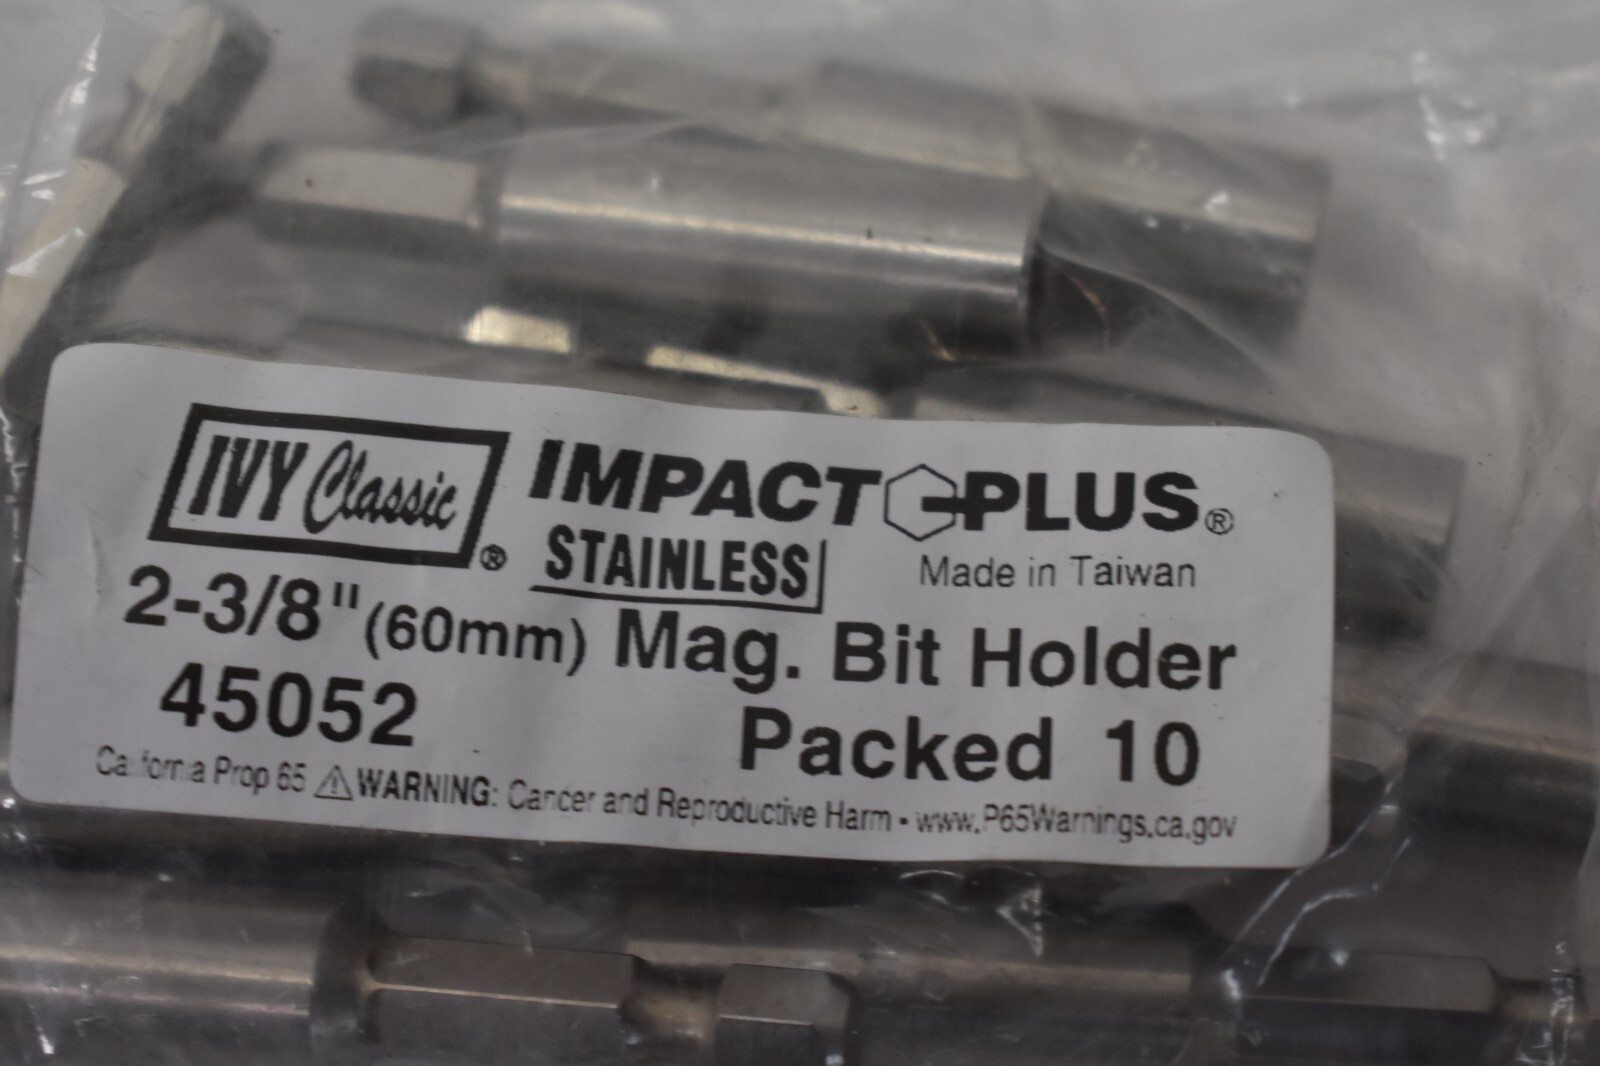 IVY Classic®
IMPACT PLUS®
STAINLESS
Made in Taiwan
2-3/8" (60mm) Mag. Bit Holder
45052
Packed 10
California Prop 65 ⚠WARNING: Cancer and Reproductive Harm • www.P65Warnings.ca.gov